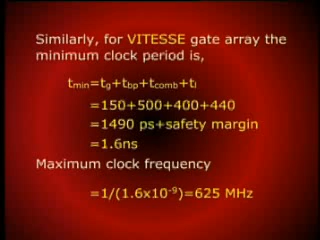 Similarly, for VITESSE gate array the
minimum clock period is,
tmin=tg+tbp+tcomb+tl
=150+500+400+440
=1490 ps+safety margin
=1.6ns
Maximum clock frequency
=1/(1.6x10-9)=625 MHz